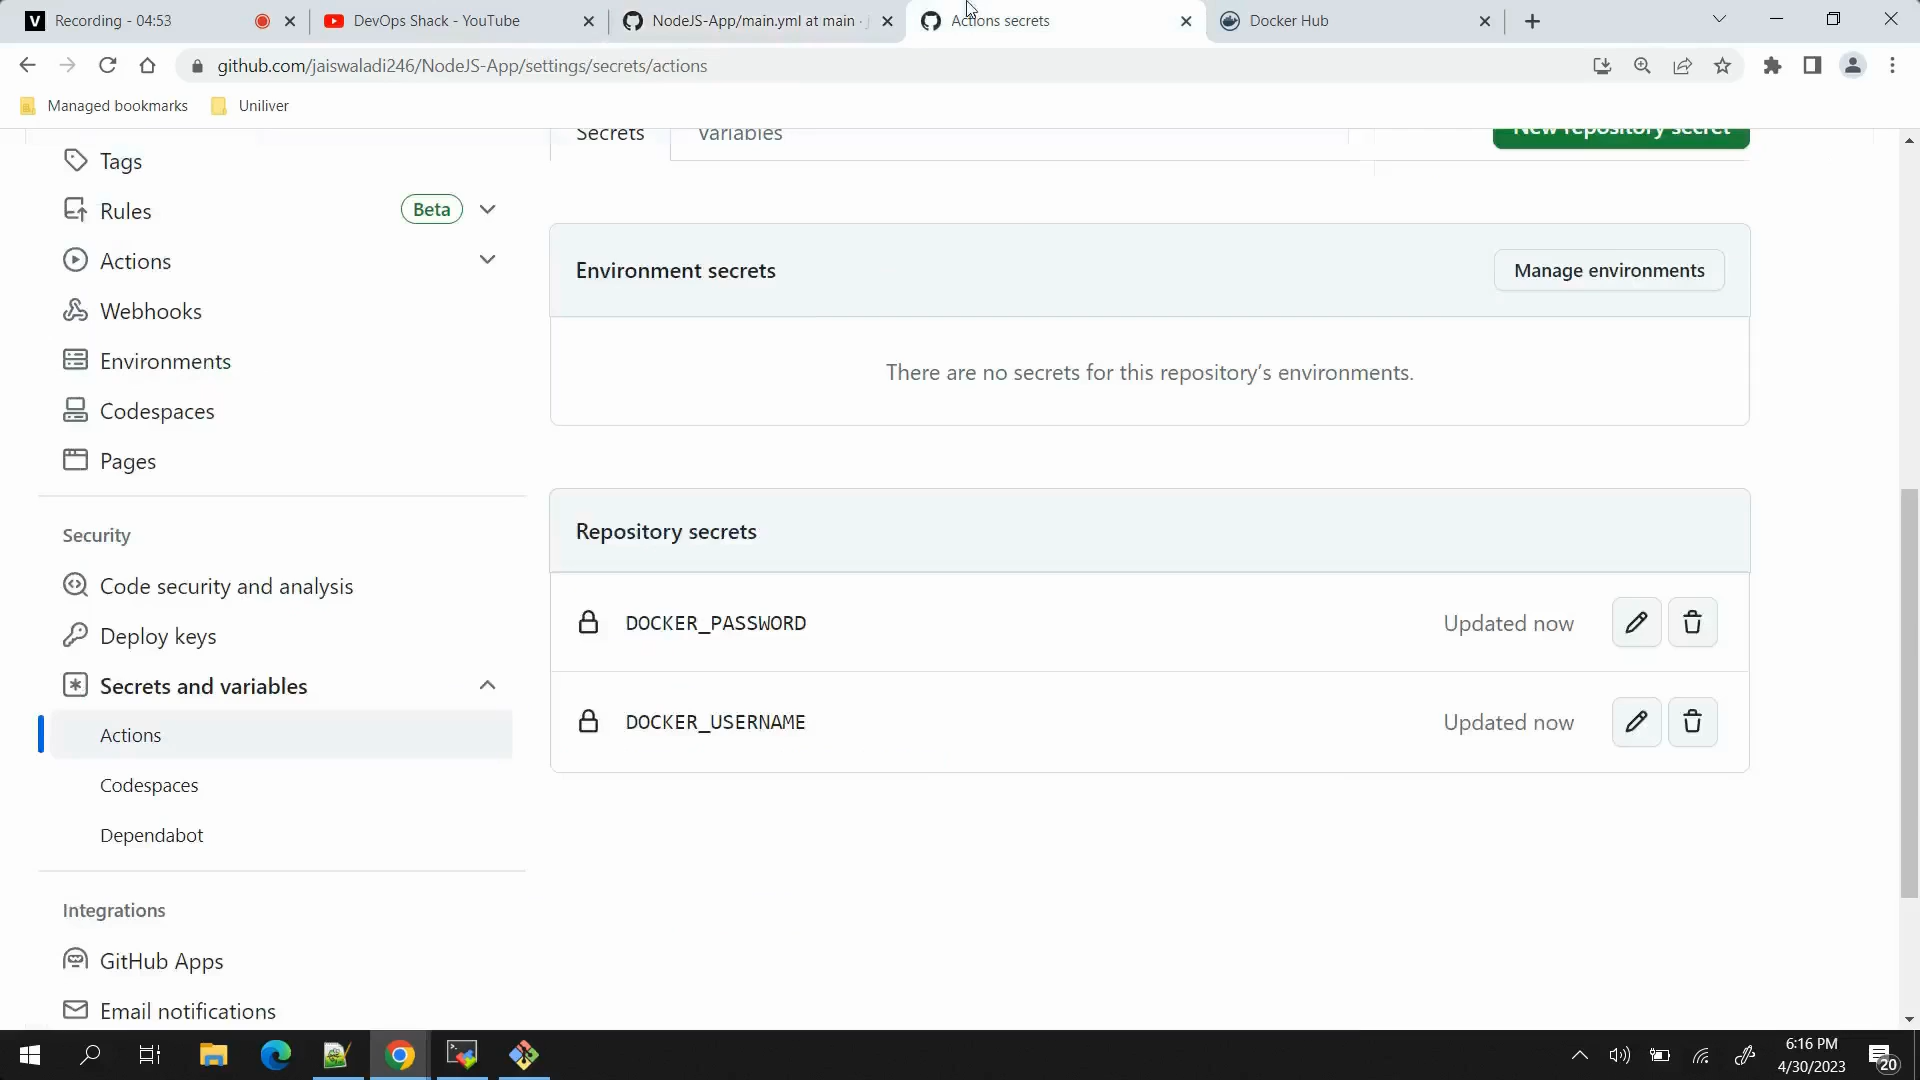 Recording - 04:53
DevOps Shack - YouTube
NodeJS-App/main.yml at main ·
Actions secrets
Docker Hub
github.com/jaiswaladi246/NodeJS-App/settings/secrets/actions
Managed bookmarks
Uniliver
Secrets
Variables
New repository secret
Tags
Rules
Beta
Actions
Webhooks
Environments
Codespaces
Pages
Security
Code security and analysis
Deploy keys
Secrets and variables
Actions
Codespaces
Dependabot
Integrations
GitHub Apps
Email notifications
Environment secrets
Manage environments
There are no secrets for this repository’s environments.
Repository secrets
DOCKER_PASSWORD
Updated now
DOCKER_USERNAME
Updated now
6:16 PM
4/30/2023
20